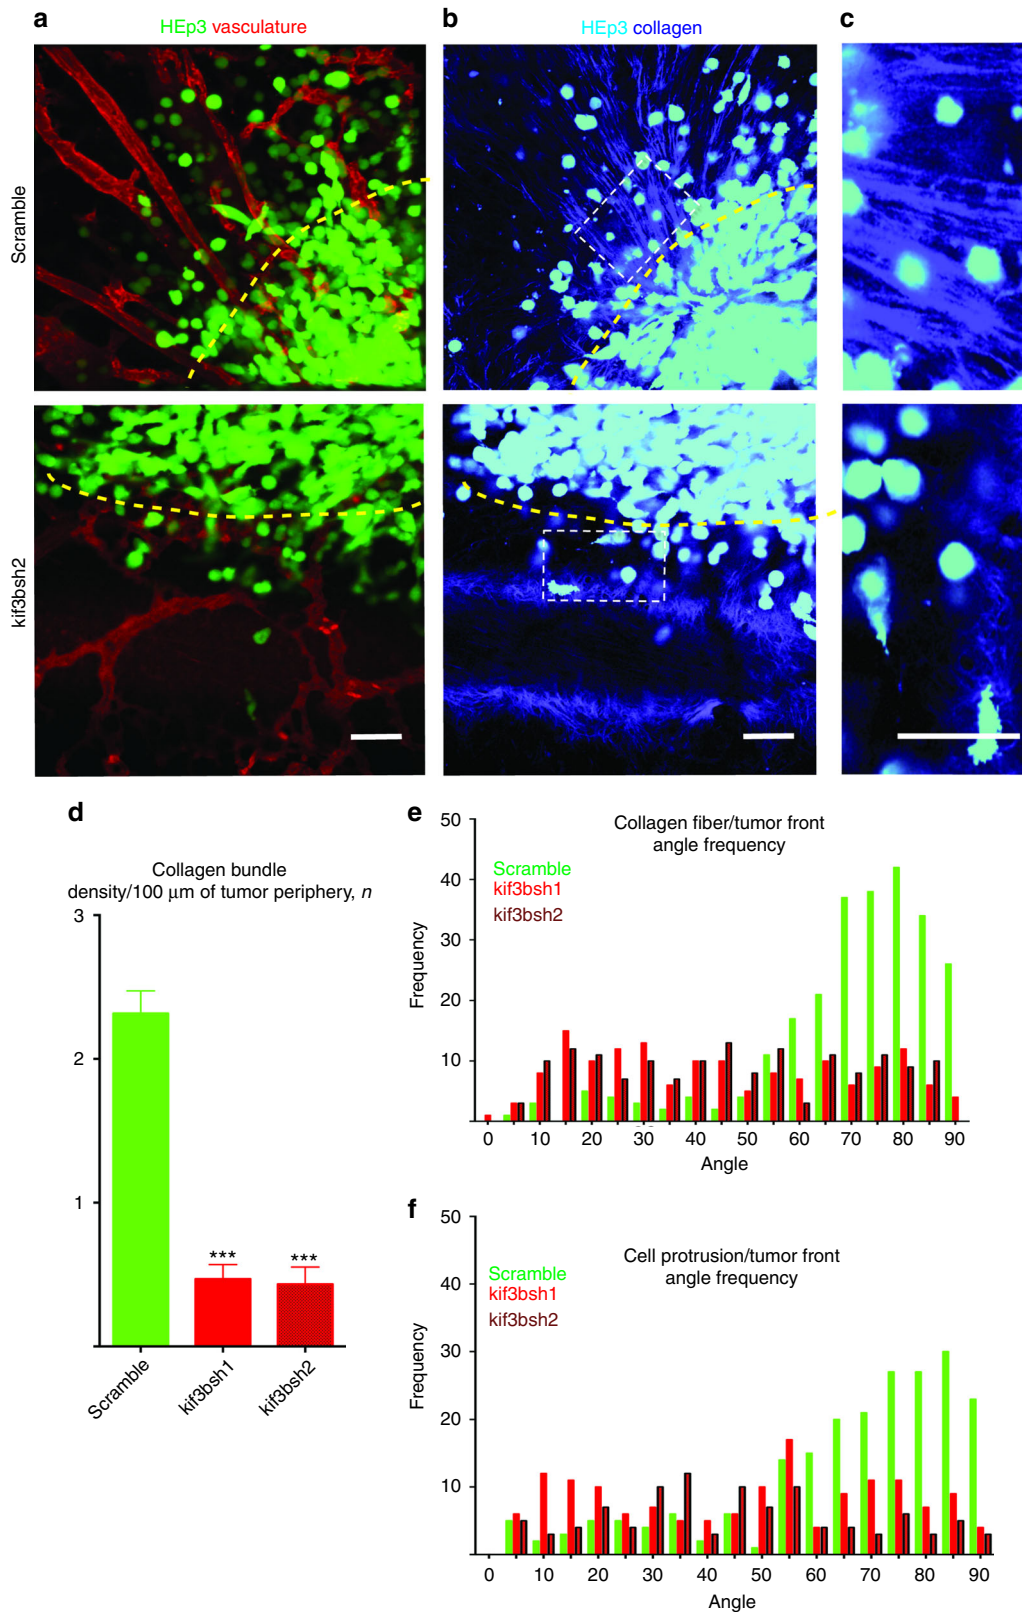 a
HEp3 vasculature
b
HEp3 collagen
c
Scramble
kif3bsh2
d
Collagen bundle
density/100 μm of tumor periphery, n
3
2
1
***
***
Scramble
kif3bsh1
kif3bsh2
e
Collagen fiber/tumor front
angle frequency
Scramble
kif3bsh1
kif3bsh2
Frequency
50
40
30
20
10
0 10 20 30 40 50 60 70 80 90
Angle
f
Cell protrusion/tumor front
angle frequency
Scramble
kif3bsh1
kif3bsh2
Frequency
50
40
30
20
10
0 10 20 30 40 50 60 70 80 90
Angle